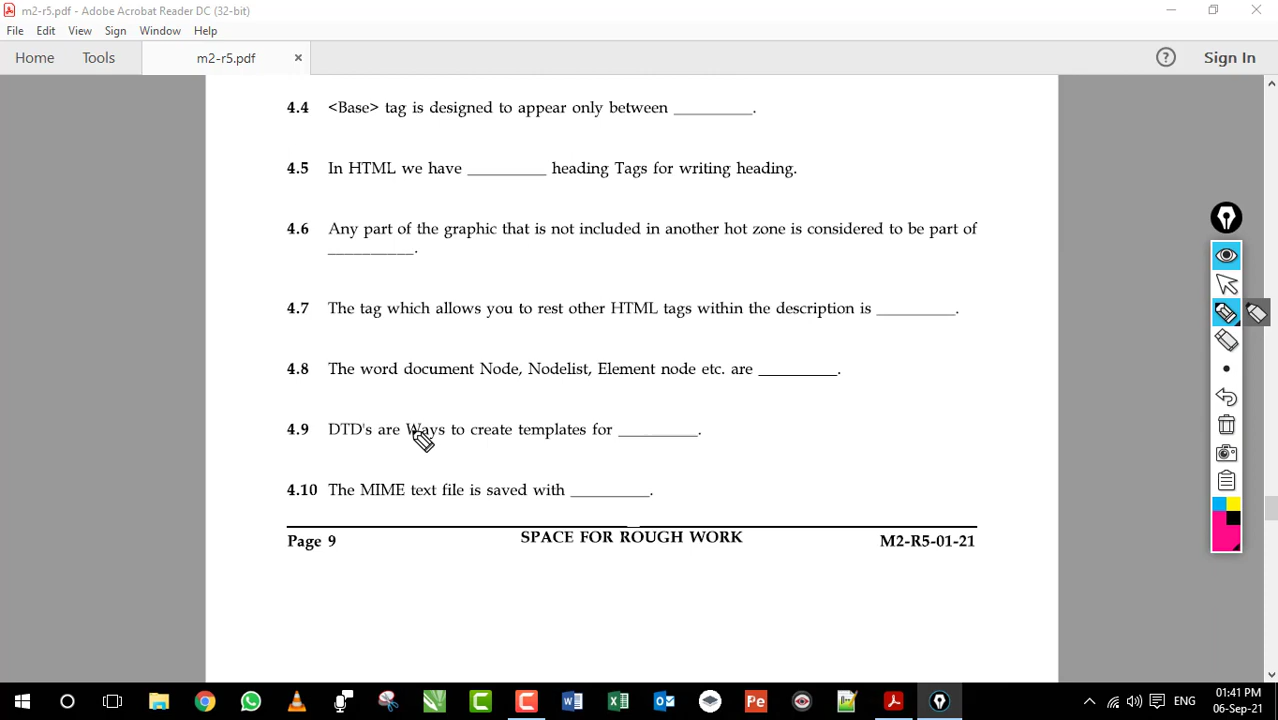 m2-r5.pdf - Adobe Acrobat Reader DC (32-bit)
File Edit View Sign Window Help
Home Tools m2-r5.pdf × ? Sign In
4.4 <Base> tag is designed to appear only between __________.
4.5 In HTML we have __________ heading Tags for writing heading.
4.6 Any part of the graphic that is not included in another hot zone is considered to be part of
__________.
4.7 The tag which allows you to rest other HTML tags within the description is __________.
4.8 The word document Node, Nodelist, Element node etc. are __________.
4.9 DTD's are Ways to create templates for __________.
4.10 The MIME text file is saved with __________.
Page 9 SPACE FOR ROUGH WORK M2-R5-01-21
ENG
01:41 PM
06-Sep-21